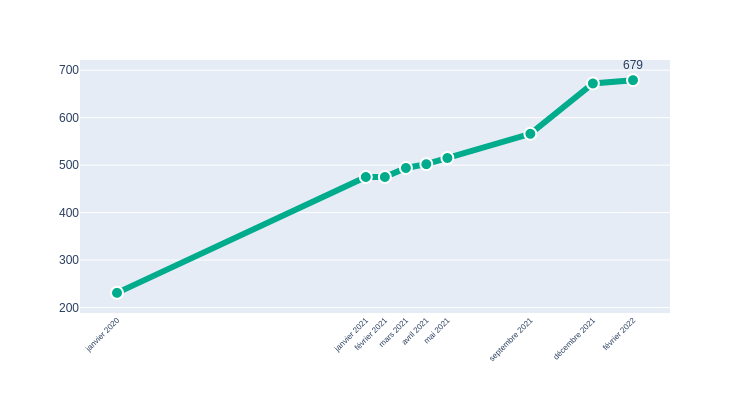 679
700
600
500
400
300
200
janvier 2020
janvier 2021
février 2021
mars 2021
avril 2021
mai 2021
septembre 2021
décembre 2021
février 2022